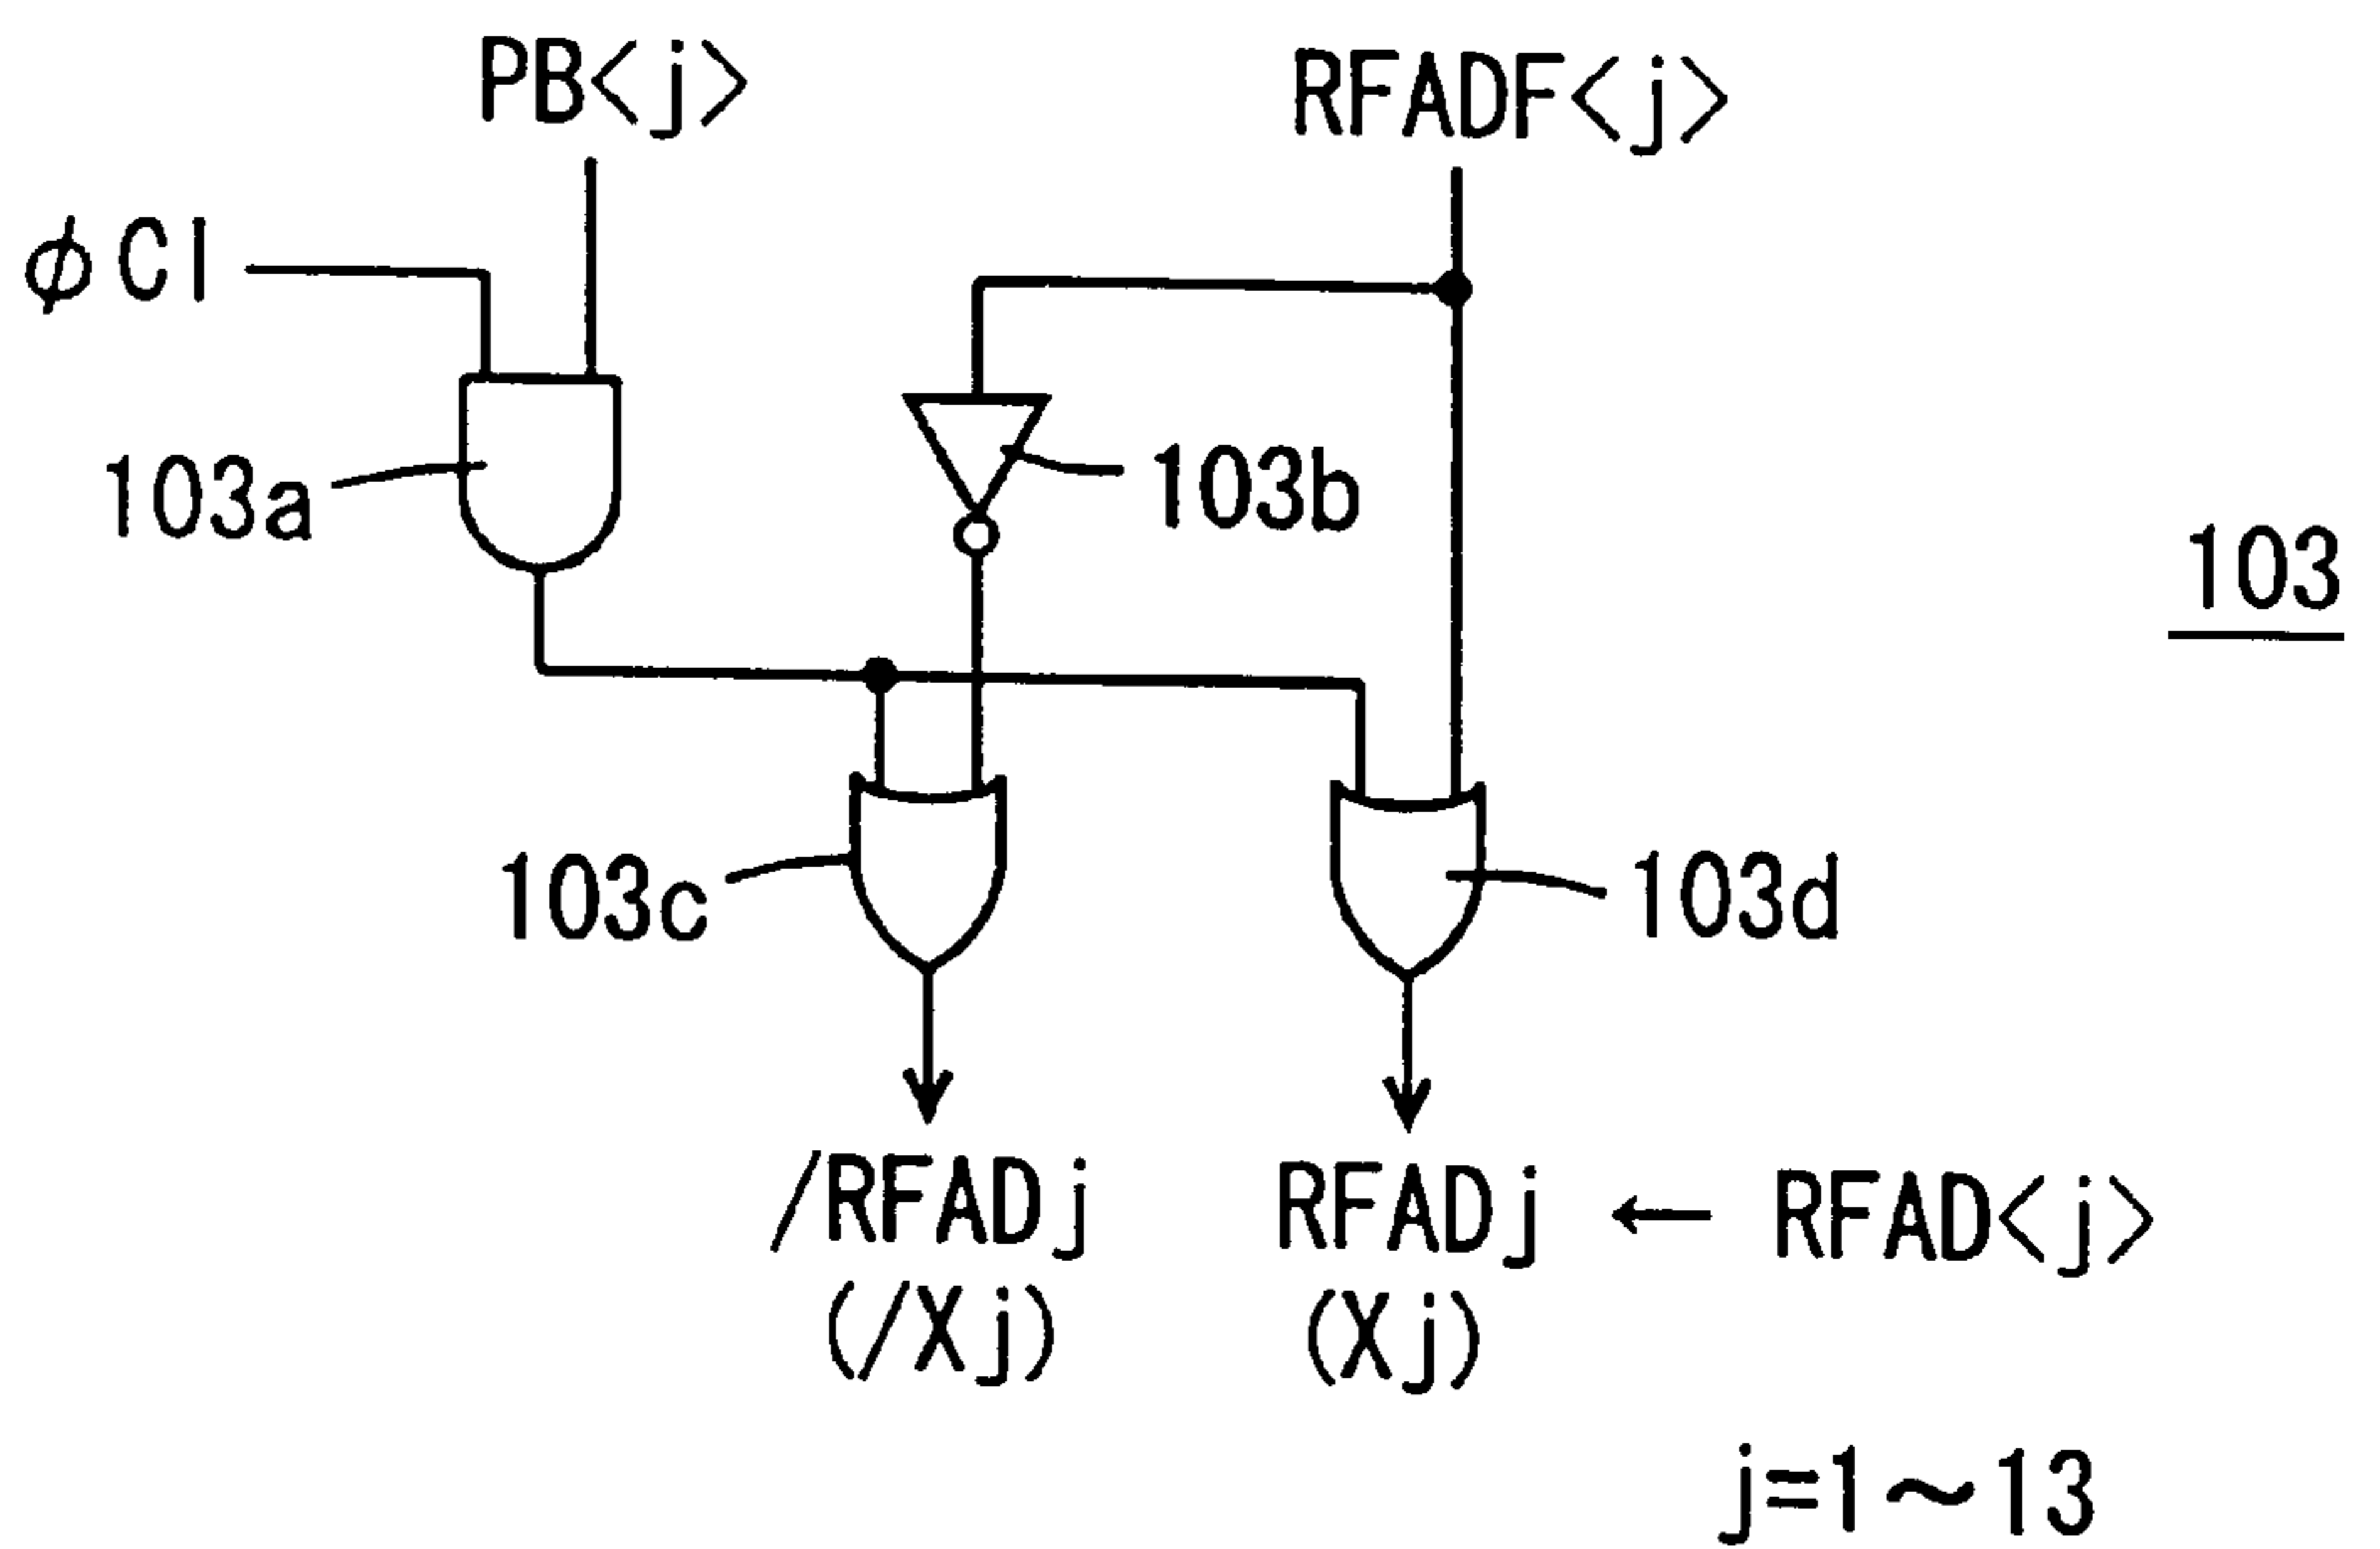 PB<j>
RFADF<j>
φCI
103a
103b
103
103c
103d
/RFADj
RFADj ← RFAD<j>
(/Xj)
(Xj)
j=1~13